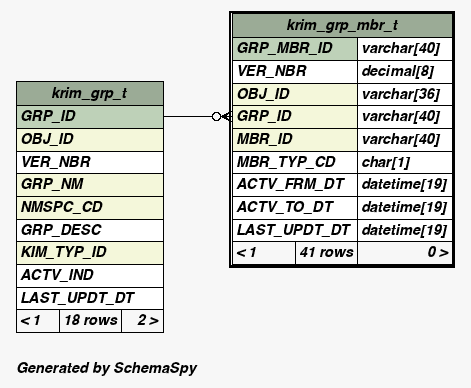 krim_grp_mbr_t
GRP_MBR_ID varchar[40]
VER_NBR decimal[8]
OBJ_ID varchar[36]
GRP_ID varchar[40]
MBR_ID varchar[40]
MBR_TYP_CD char[1]
ACTV_FRM_DT datetime[19]
ACTV_TO_DT datetime[19]
LAST_UPDT_DT datetime[19]
< 1 41 rows 0 >
krim_grp_t
GRP_ID
OBJ_ID
VER_NBR
GRP_NM
NMSPC_CD
GRP_DESC
KIM_TYP_ID
ACTV_IND
LAST_UPDT_DT
< 1 18 rows 2 >
Generated by SchemaSpy